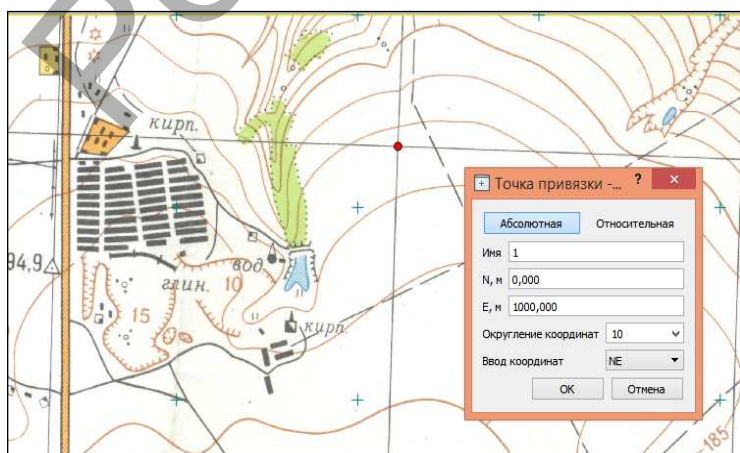 кирп.
94,9
вод.
глин.
10
15
кирп.
185
Точка привязки -...
?
Абсолютная Относительная
Имя 1
N, м 0,000
E, м 1000,000
Округление координат 10
Ввод координат NE
OK Отмена